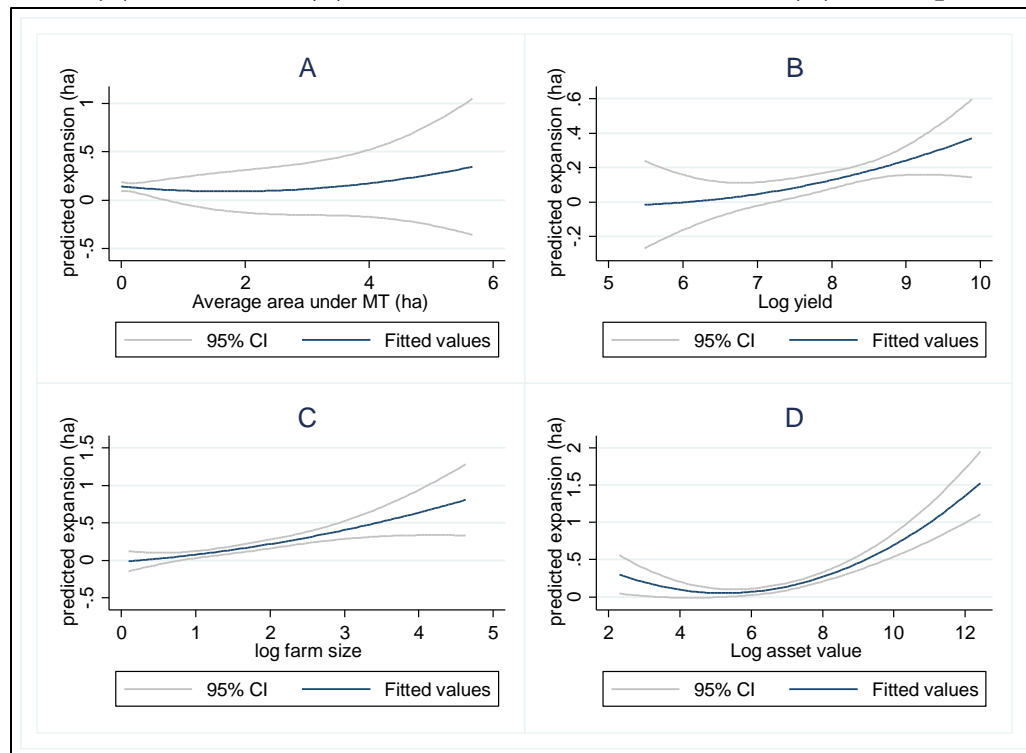 A
predicted expansion (ha)
1
.5
0
-.5
0 2 4 6
Average area under MT (ha)
95% CI Fitted values
B
predicted expansion (ha)
.6
.4
.2
0
-.2
5 6 7 8 9 10
Log yield
95% CI Fitted values
C
predicted expansion (ha)
1.5
1
.5
0
-.5
0 1 2 3 4 5
log farm size
95% CI Fitted values
D
predicted expansion (ha)
2
1.5
1
.5
0
2 4 6 8 10 12
Log asset value
95% CI Fitted values